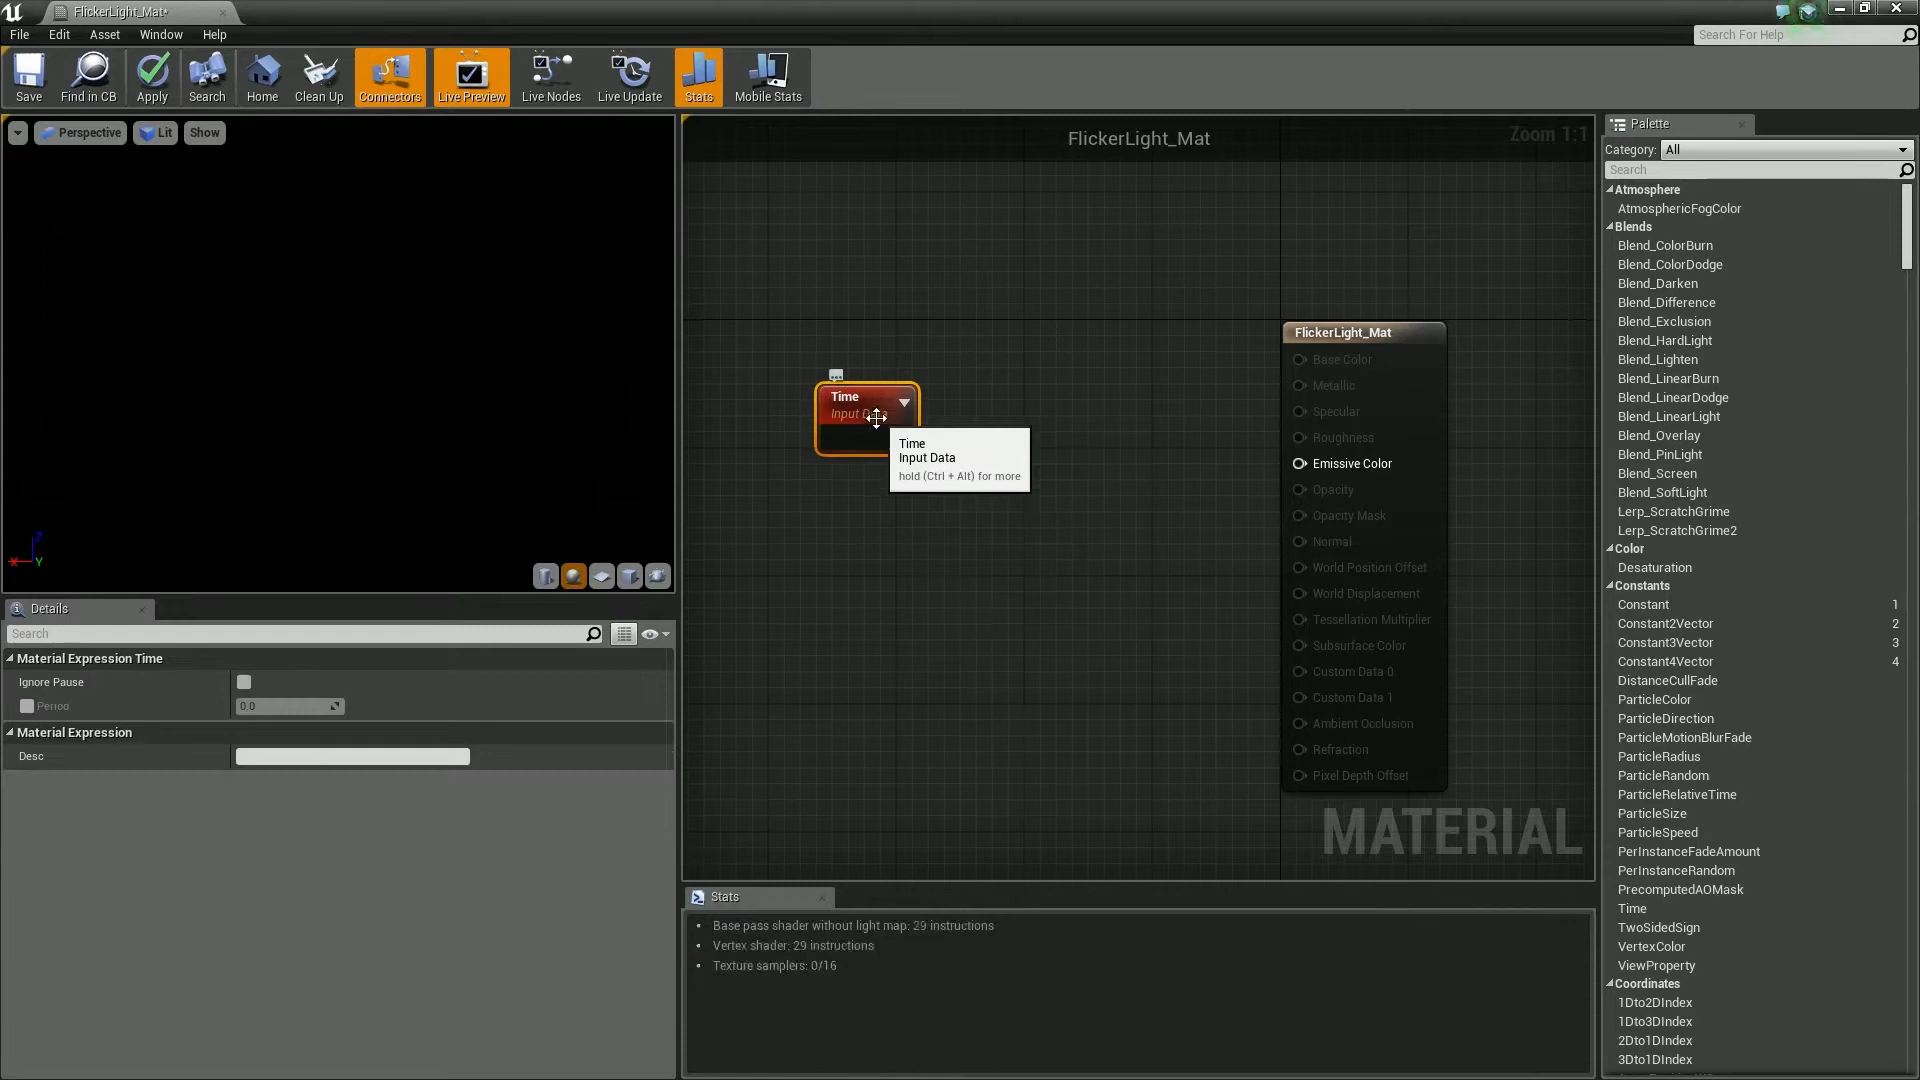 FlickerLight_Mat*
File Edit Asset Window Help
Search For Help
Save Find in CB Apply Search Home Clean Up Connectors Live Preview Live Nodes Live Update Stats Mobile Stats
Perspective Lit Show
Z
X
Y
FlickerLight_Mat
Zoom 1:1
Time
Input Data
Time
Input Data
hold (Ctrl + Alt) for more
FlickerLight_Mat
Base Color
Metallic
Specular
Roughness
Emissive Color
Opacity
Opacity Mask
Normal
World Position Offset
World Displacement
Tessellation Multiplier
Subsurface Color
Custom Data 0
Custom Data 1
Ambient Occlusion
Refraction
Pixel Depth Offset
MATERIAL
Details
Search
Material Expression Time
Ignore Pause
Period 0.0
Material Expression
Desc
Stats
Base pass shader without light map: 29 instructions
Vertex shader: 29 instructions
Texture samplers: 0/16
Palette
Category: All
Search
Atmosphere
AtmosphericFogColor
Blends
Blend_ColorBurn
Blend_ColorDodge
Blend_Darken
Blend_Difference
Blend_Exclusion
Blend_HardLight
Blend_Lighten
Blend_LinearBurn
Blend_LinearDodge
Blend_LinearLight
Blend_Overlay
Blend_PinLight
Blend_Screen
Blend_SoftLight
Lerp_ScratchGrime
Lerp_ScratchGrime2
Color
Desaturation
Constants
Constant 1
Constant2Vector 2
Constant3Vector 3
Constant4Vector 4
DistanceCullFade
ParticleColor
ParticleDirection
ParticleMotionBlurFade
ParticleRadius
ParticleRandom
ParticleRelativeTime
ParticleSize
ParticleSpeed
PerInstanceFadeAmount
PerInstanceRandom
PrecomputedAOMask
Time
TwoSidedSign
VertexColor
ViewProperty
Coordinates
1Dto2DIndex
1Dto3DIndex
2Dto1DIndex
3Dto1DIndex